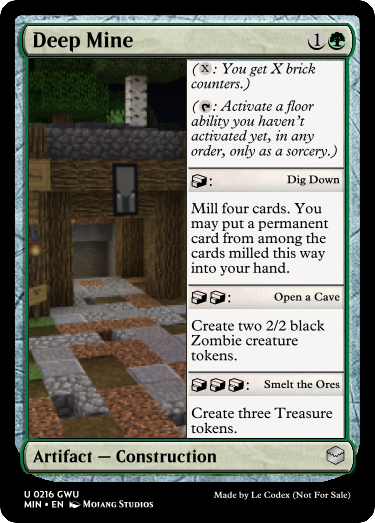 Deep Mine 1
(X: You get X brick
counters.)
(: Activate a floor
ability you haven't
activated yet, in any
order, only as a sorcery.)
: Dig Down
Mill four cards. You
may put a permanent
card from among the
cards milled this way
into your hand.
: Open a Cave
Create two 2/2 black
Zombie creature
tokens.
: Smelt the Ores
Create three Treasure
tokens.
Artifact — Construction
U 0216 GWU
MIN • EN Mojang Studios
Made by Le Codex (Not For Sale)